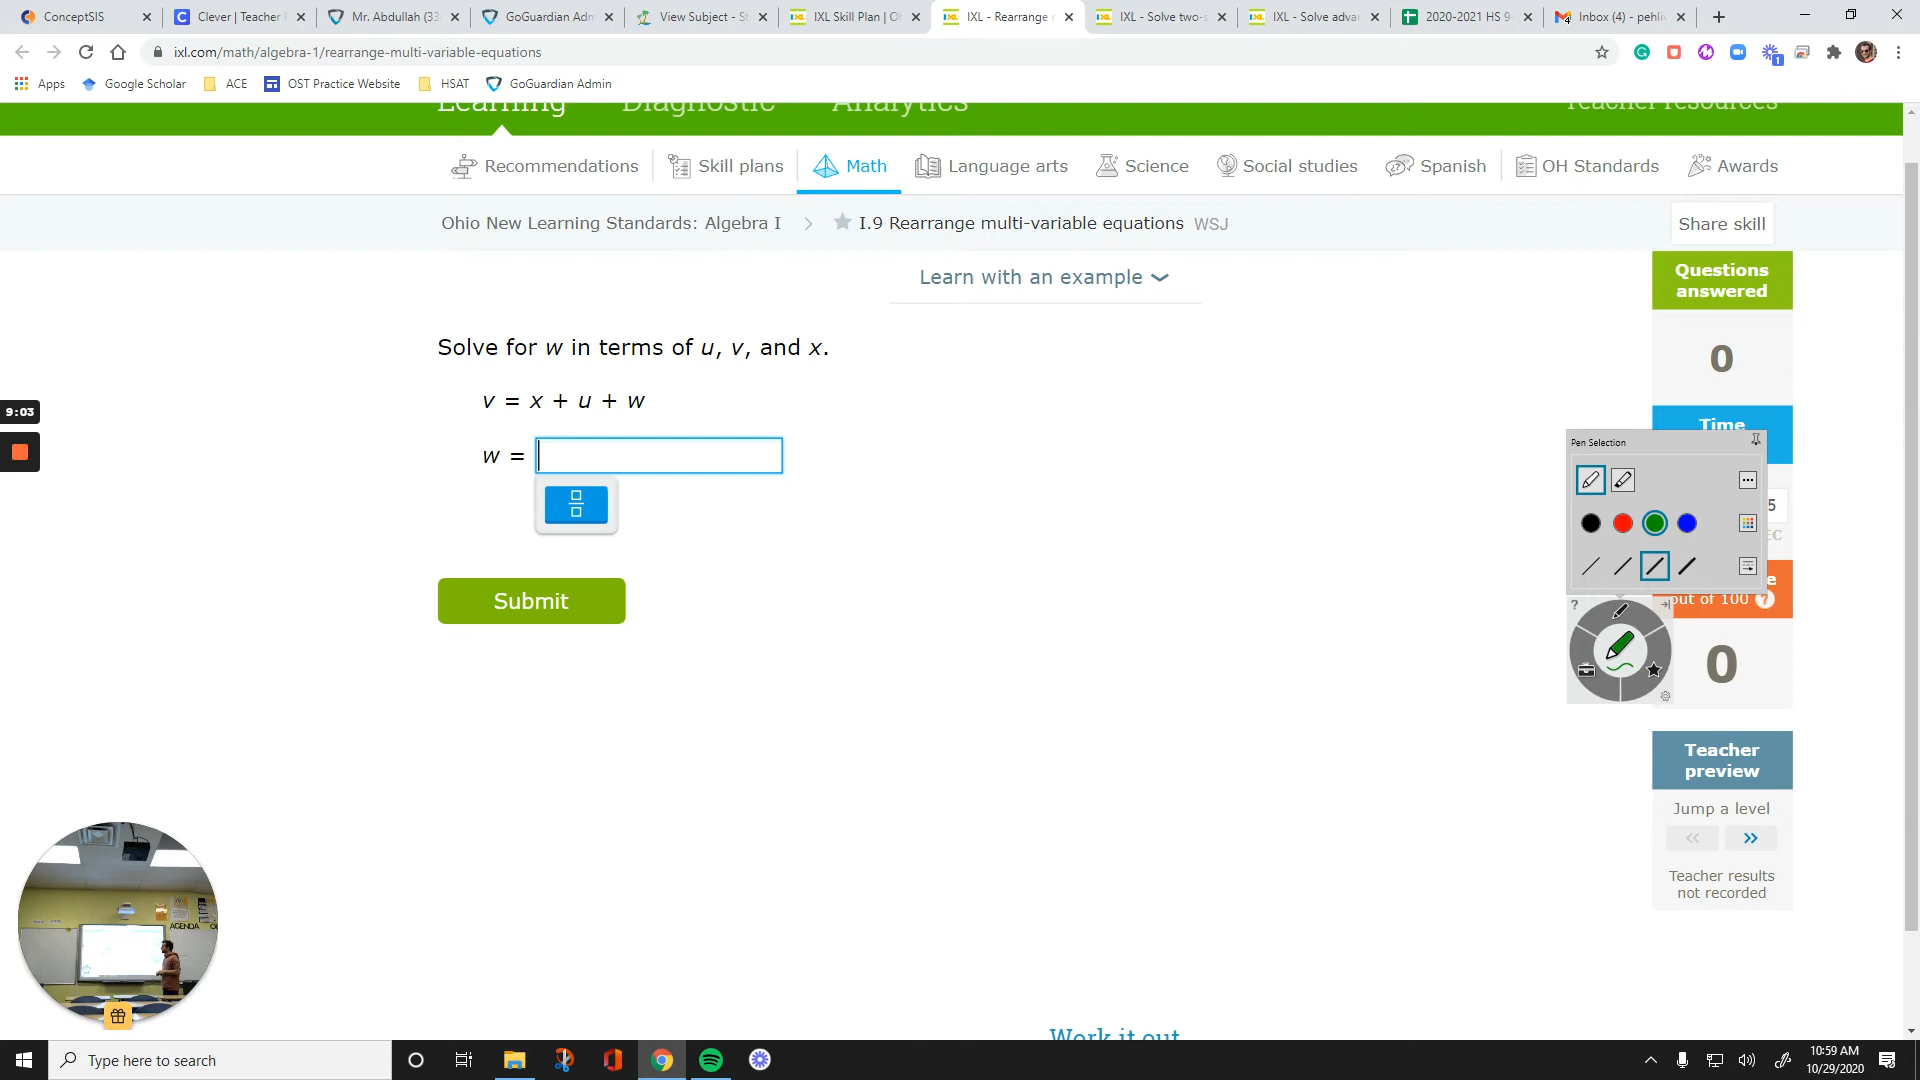 ConceptSIS
Clever | Teacher
Mr. Abdullah (33
GoGuardian Adm
View Subject - St
IXL Skill Plan | O
IXL - Rearrange
IXL - Solve two-s
IXL - Solve adva
2020-2021 HS 9-
Inbox (4) - pehliv
ixl.com/math/algebra-1/rearrange-multi-variable-equations
1
Apps
Google Scholar
ACE
OST Practice Website
HSAT
GoGuardian Admin
Learning
Diagnostic
Analytics
Teacher resources
Recommendations
Skill plans
Math
Language arts
Science
Social studies
Spanish
OH Standards
Awards
Ohio New Learning Standards: Algebra I
I.9 Rearrange multi-variable equations WSJ
Share skill
Learn with an example
Questions
answered
0
Solve for w in terms of u, v, and x.
v = x + u + w
w =
Submit
9:03
Time
Pen Selection
5
EC
e
out of 100 ?
0
Teacher
preview
Jump a level
Teacher results
not recorded
AGENDA
Work it out
Type here to search
10:59 AM
10/29/2020